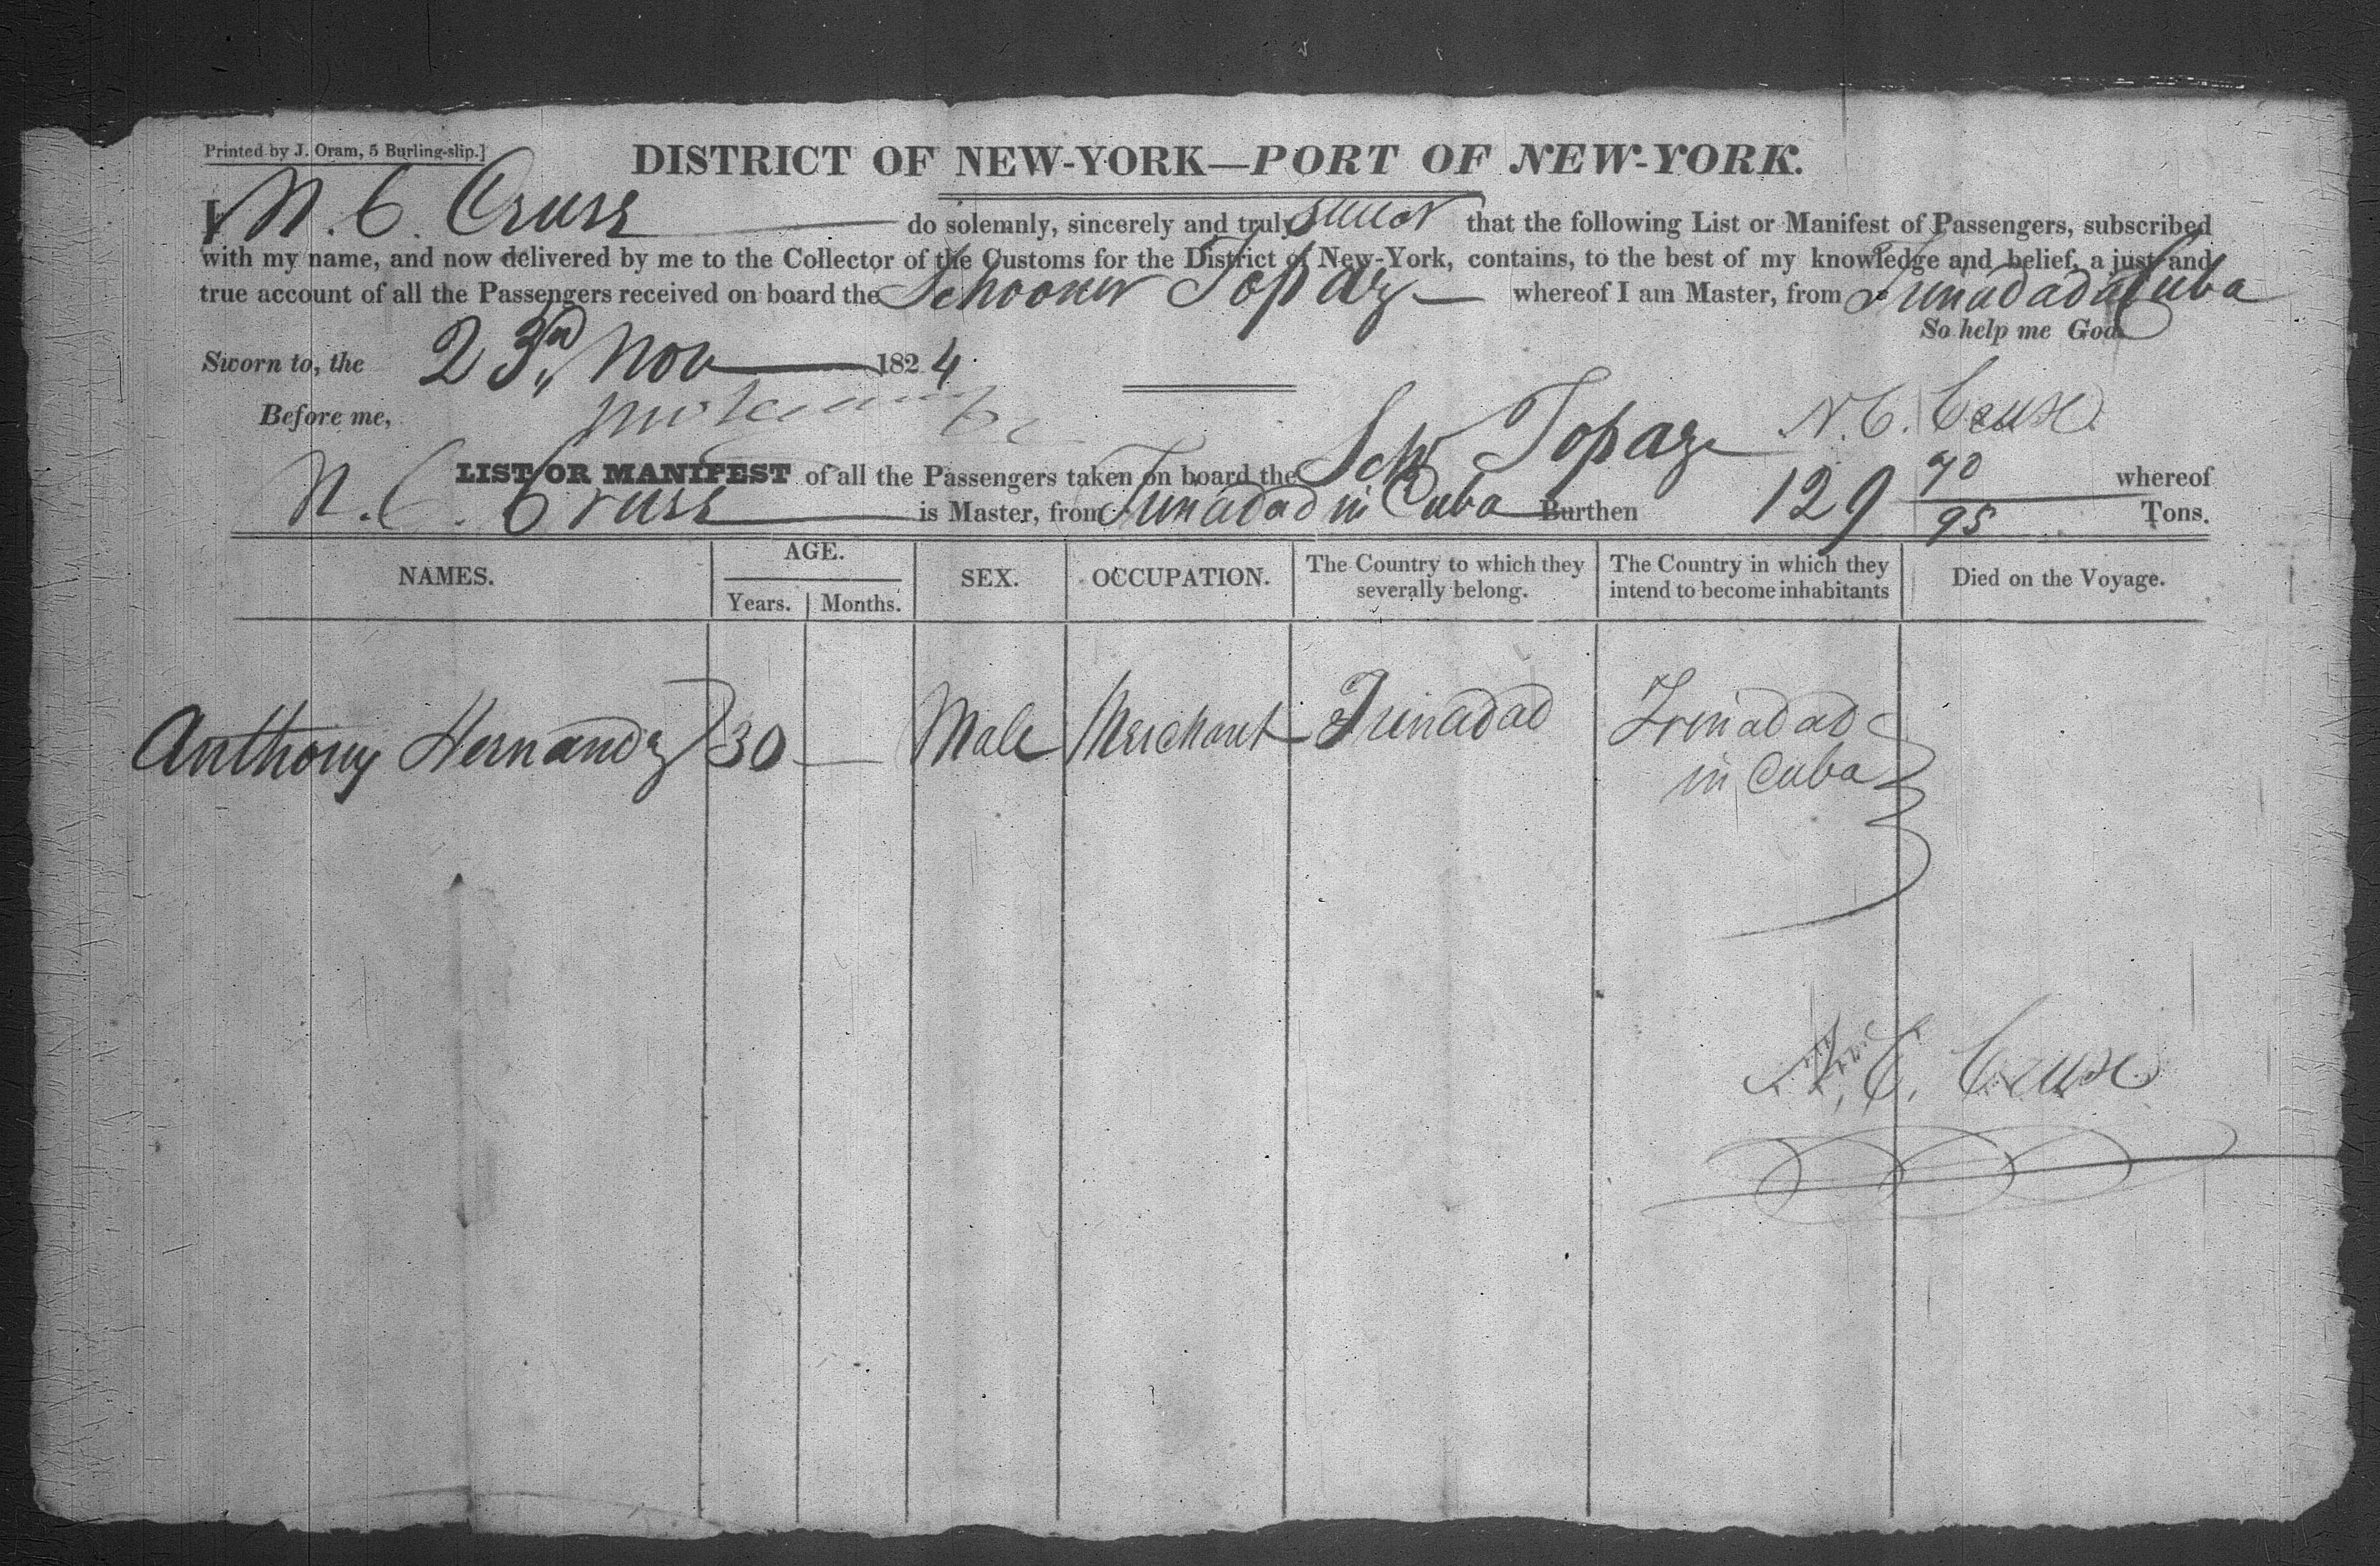 Printed by J. Oram, 5 Burling-slip.]
DISTRICT OF NEW-YORK—PORT OF NEW-YORK.
I N. C. Cruse do solemnly, sincerely and truly swear that the following List or Manifest of Passengers, subscribed
with my name, and now delivered by me to the Collector of the Customs for the District of New-York, contains, to the best of my knowledge and belief, a just and
true account of all the Passengers received on board the Schooner Topaz whereof I am Master, from Trinadada Cuba
So help me God.
Sworn to, the 23rd Nov 1824
Before me,
N. C. Cruse
LIST OR MANIFEST of all the Passengers taken on board the Schr Topaz whereof
N. C. Cruse is Master, from Trinadad in Cuba Burthen 129 90/95 Tons.
NAMES. AGE. Years. Months. SEX. OCCUPATION. The Country to which they severally belong. The Country in which they intend to become inhabitants Died on the Voyage.
Anthony Hernandz 30 — Male Merchant Trinadad Trinadad
in Cuba
N. C. Cruse